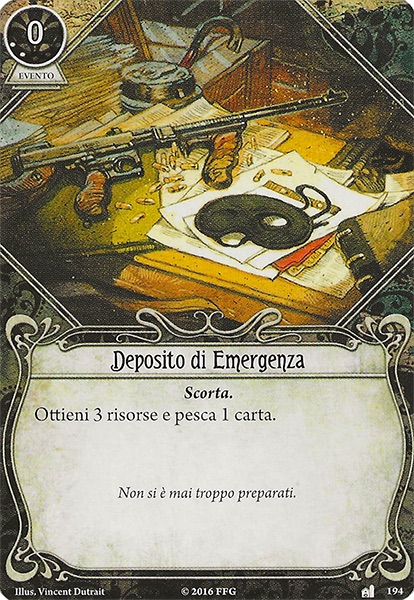 0
EVENTO
Deposito di Emergenza
Scorta.
Ottieni 3 risorse e pesca 1 carta.
Non si è mai troppo preparati.
Illus. Vincent Dutrait © 2016 FFG 194